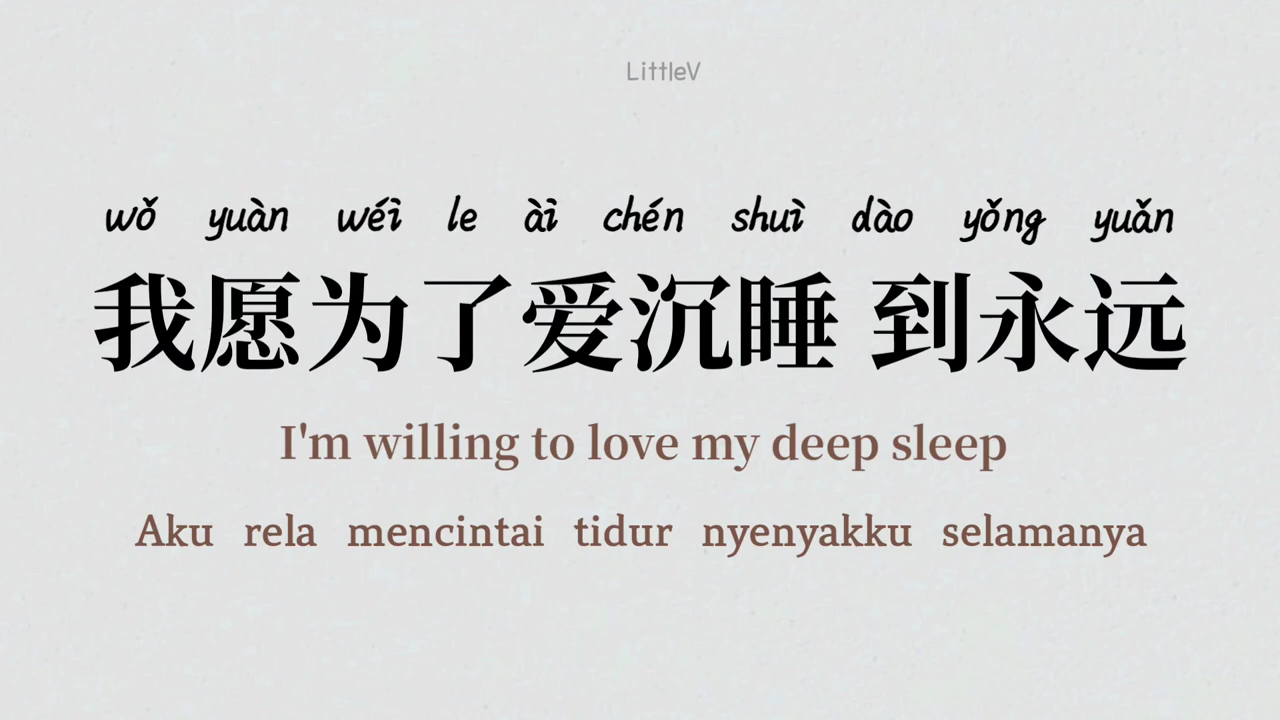 LittleV
wǒ yuàn wéi le ài chén shuì dào yǒng yuǎn
我愿为了爱沉睡 到永远
I'm willing to love my deep sleep
Aku rela mencintai tidur nyenyakku selamanya